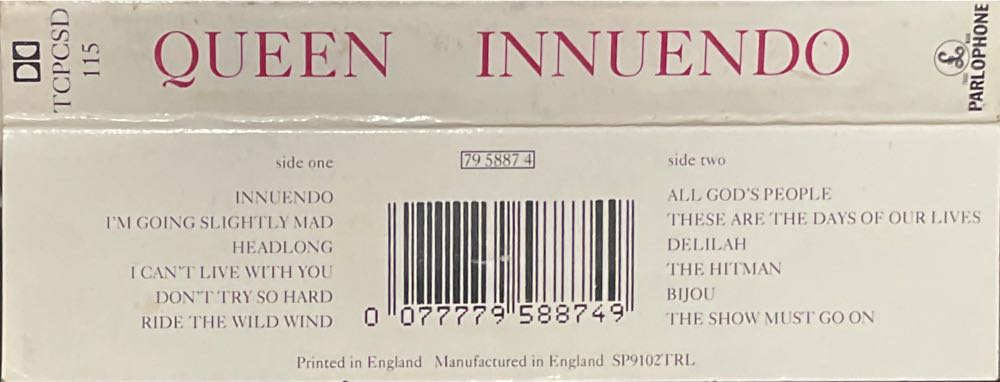 TCPCSD
115
QUEEN INNUENDO
£
PARLOPHONE
side one
INNUENDO
I'M GOING SLIGHTLY MAD
HEADLONG
I CAN'T LIVE WITH YOU
DON'T TRY SO HARD
RIDE THE WILD WIND
79 5887 4
0 077779 588749
side two
ALL GOD'S PEOPLE
THESE ARE THE DAYS OF OUR LIVES
DELILAH
THE HITMAN
BIJOU
THE SHOW MUST GO ON
Printed in England Manufactured in England SP9102TRL